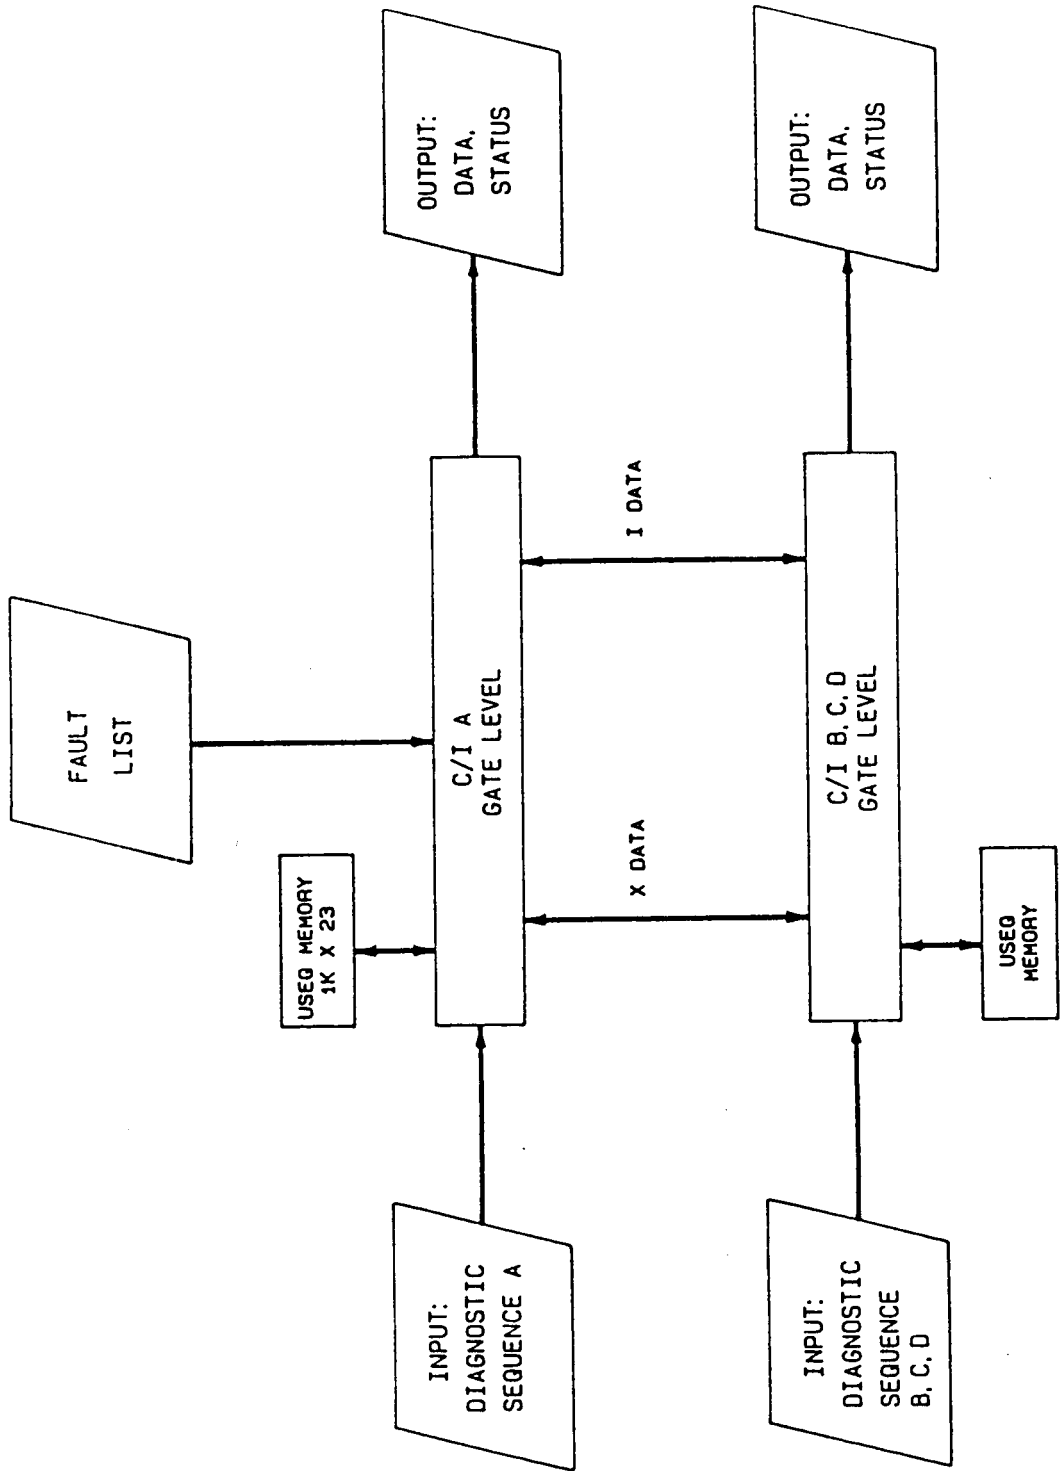 FAULT
LIST
USEQ MEMORY
1K X 23
INPUT:
DIAGNOSTIC
SEQUENCE A
C/I A
GATE LEVEL
OUTPUT:
DATA,
STATUS
X DATA
I DATA
INPUT:
DIAGNOSTIC
SEQUENCE
B, C, D
C/I B, C, D
GATE LEVEL
OUTPUT:
DATA,
STATUS
USEQ
MEMORY